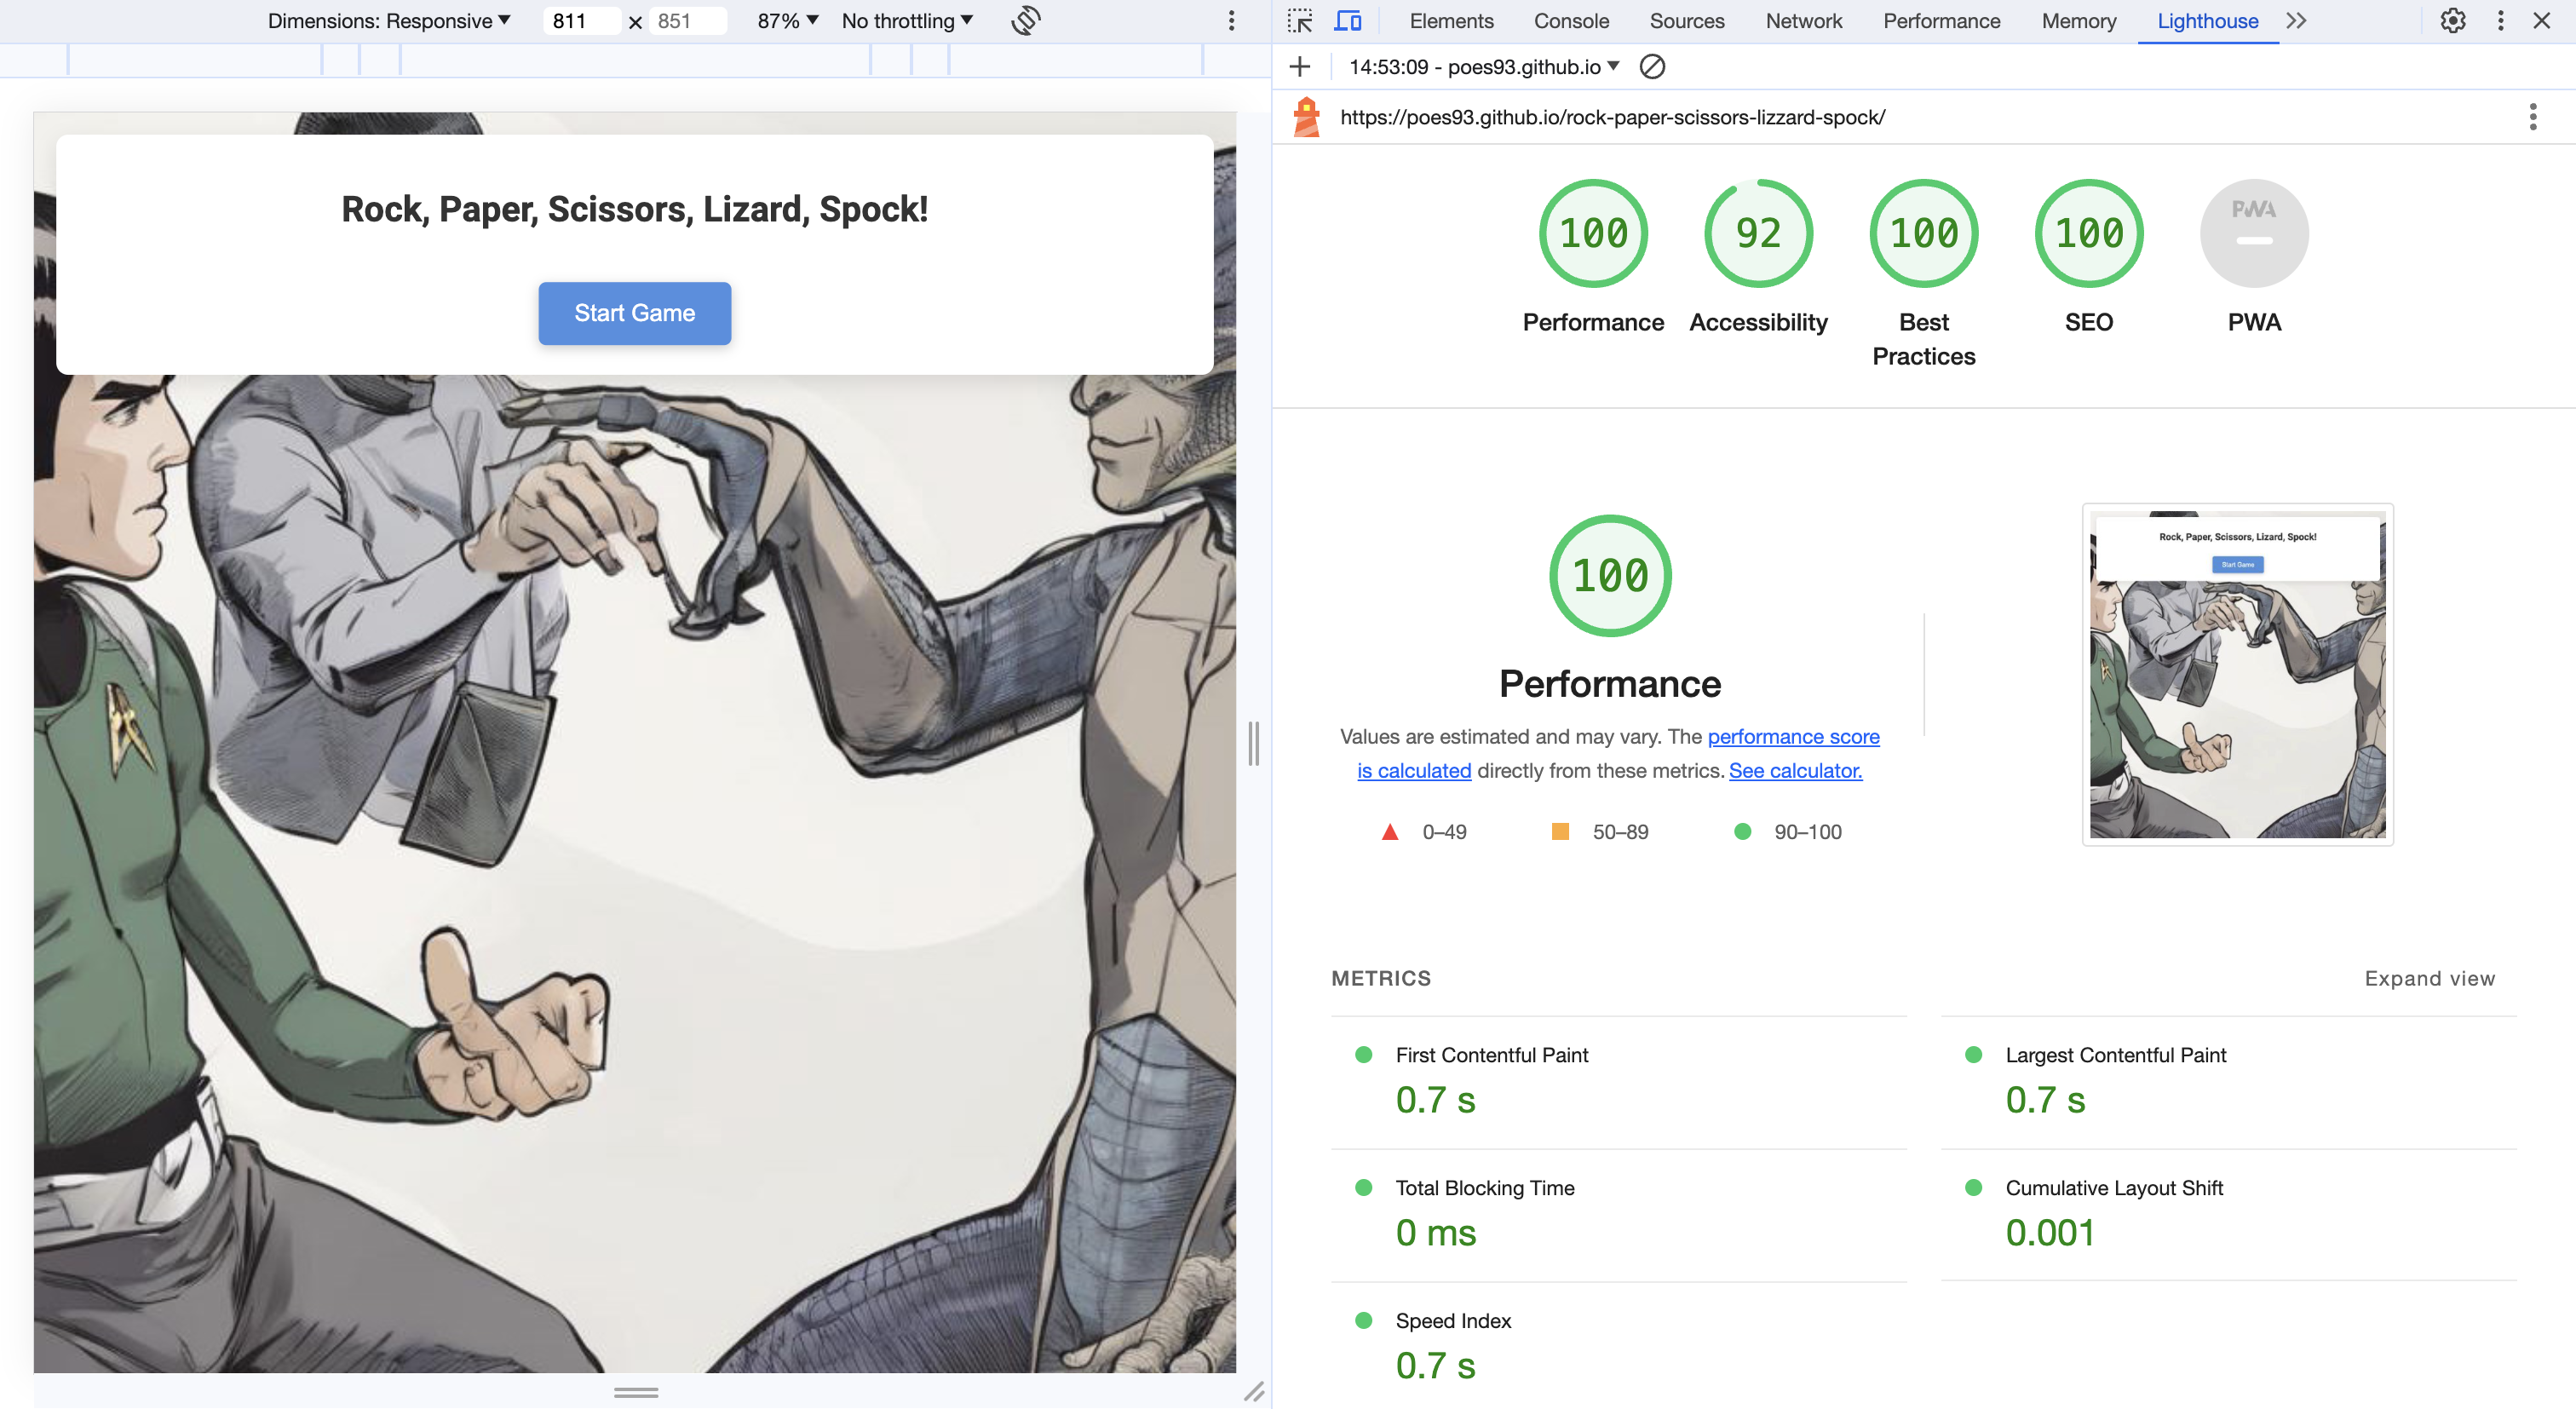 Dimensions: Responsive 811 × 851 87% No throttling
Elements Console Sources Network Performance Memory Lighthouse
14:53:09 - poes93.github.io
https://poes93.github.io/rock-paper-scissors-lizzard-spock/
Rock, Paper, Scissors, Lizard, Spock!
Start Game
100 92 100 100 PWA
Performance Accessibility Best Practices SEO PWA
100
Performance
Values are estimated and may vary. The performance score
is calculated directly from these metrics. See calculator.
0–49 50–89 90–100
Rock, Paper, Scissors, Lizard, Spock!
Start Game
METRICS
Expand view
First Contentful Paint
0.7 s
Largest Contentful Paint
0.7 s
Total Blocking Time
0 ms
Cumulative Layout Shift
0.001
Speed Index
0.7 s